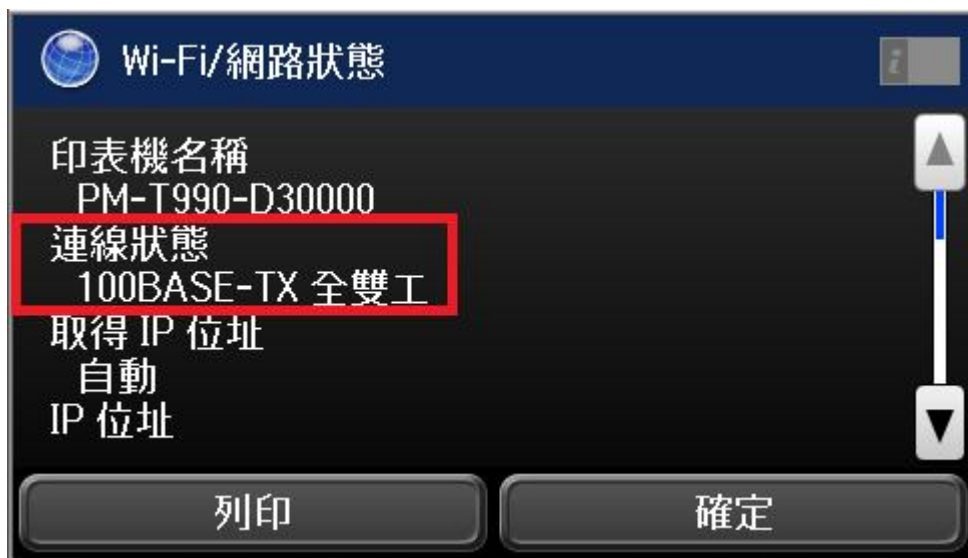 Wi-Fi/網路狀態
i
印表機名稱
PM-T990-D30000
連線狀態
100BASE-TX 全雙工
取得 IP 位址
自動
IP 位址
列印
確定